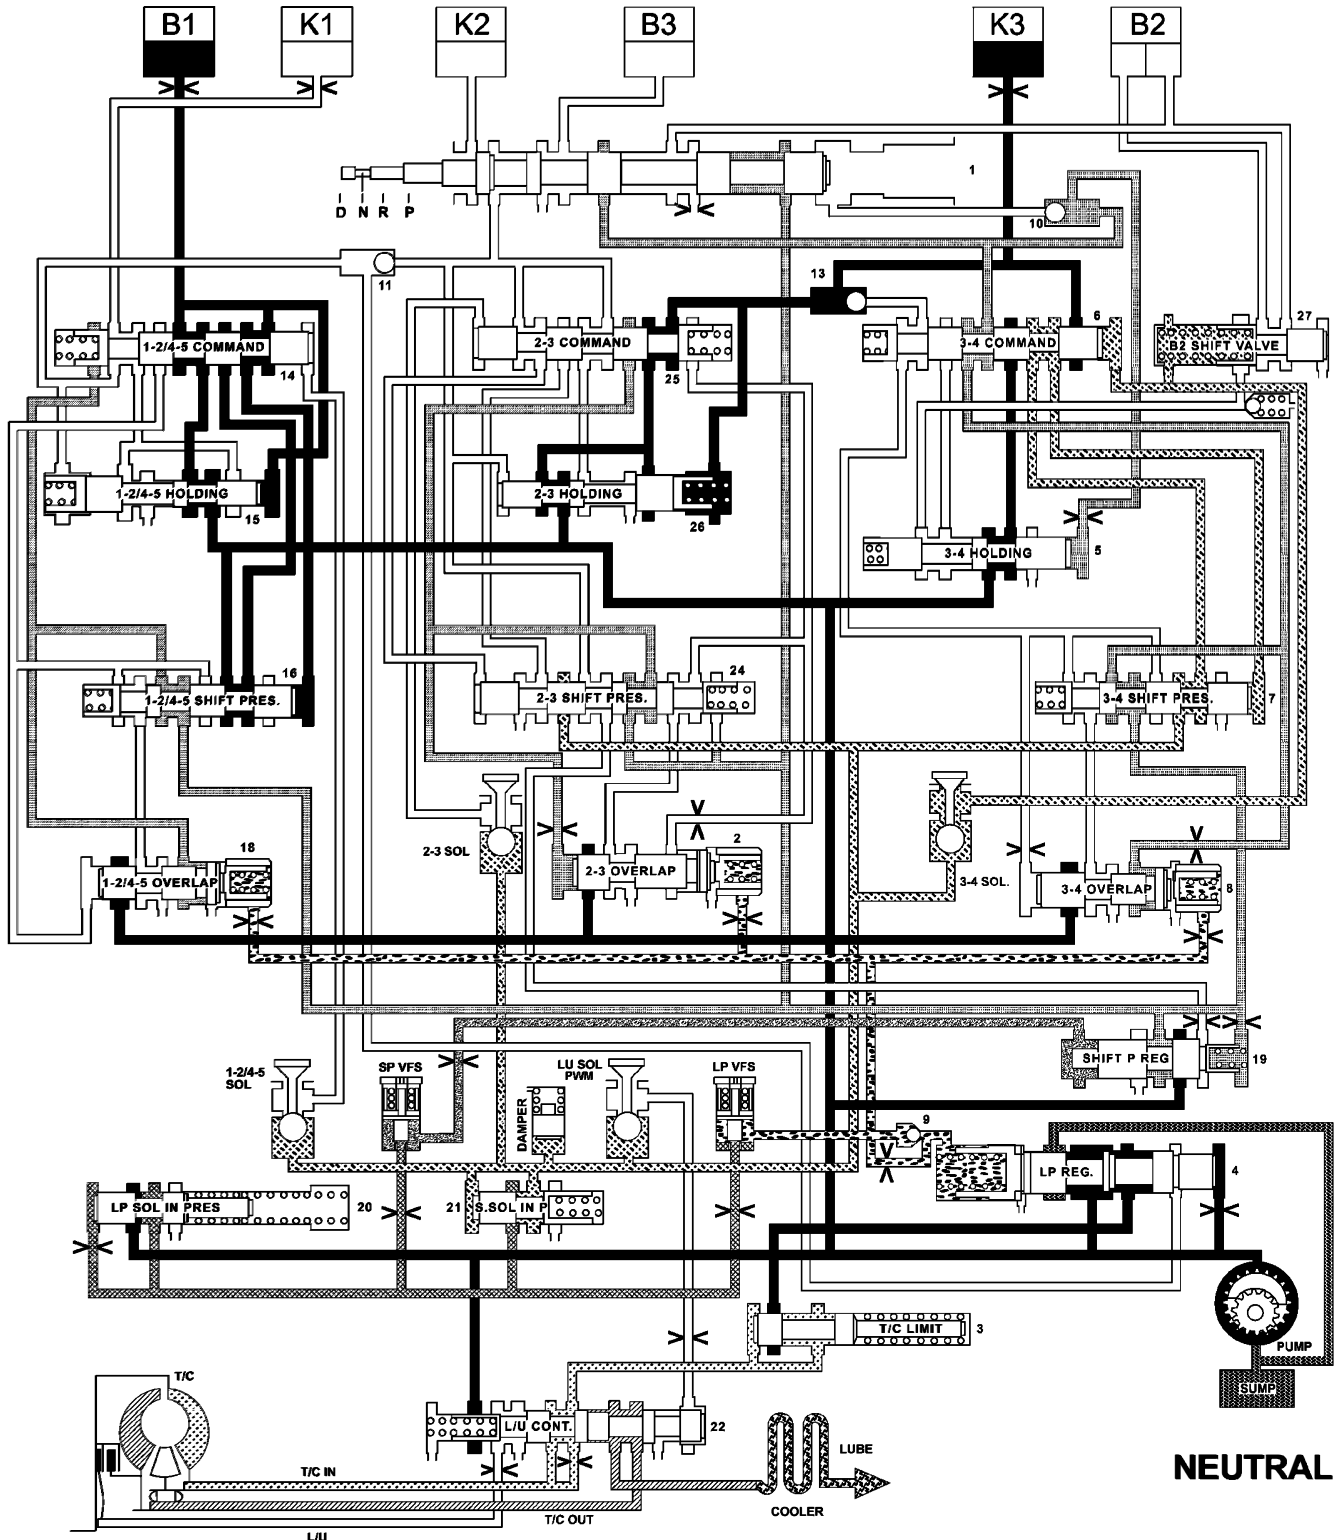 B1 K1 K2 B3 K3 B2
1
D N R P
10
11
13
6
27
1-2/4-5 COMMAND
2-3 COMMAND
3-4 COMMAND
B2 SHIFT VALVE
14
25
1-2/4-5 HOLDING
2-3 HOLDING
15
26
3-4 HOLDING
5
16
24
1-2/4-5 SHIFT PRES.
2-3 SHIFT PRES.
3-4 SHIFT PRES.
7
18
2-3 SOL
2
3-4 SOL.
1-2/4-5 OVERLAP
2-3 OVERLAP
3-4 OVERLAP
8
SHIFT P REG
19
1-2/4-5
SOL
SP VFS
LU SOL
PWM
LP VFS
DAMPER
9
LP REG.
4
LP SOL IN PRES
20
21
S.SOL IN P
T/C LIMIT
3
PUMP
SUMP
T/C
L/U CONT.
22
LUBE
T/C IN
COOLER
T/C OUT
L/U
NEUTRAL